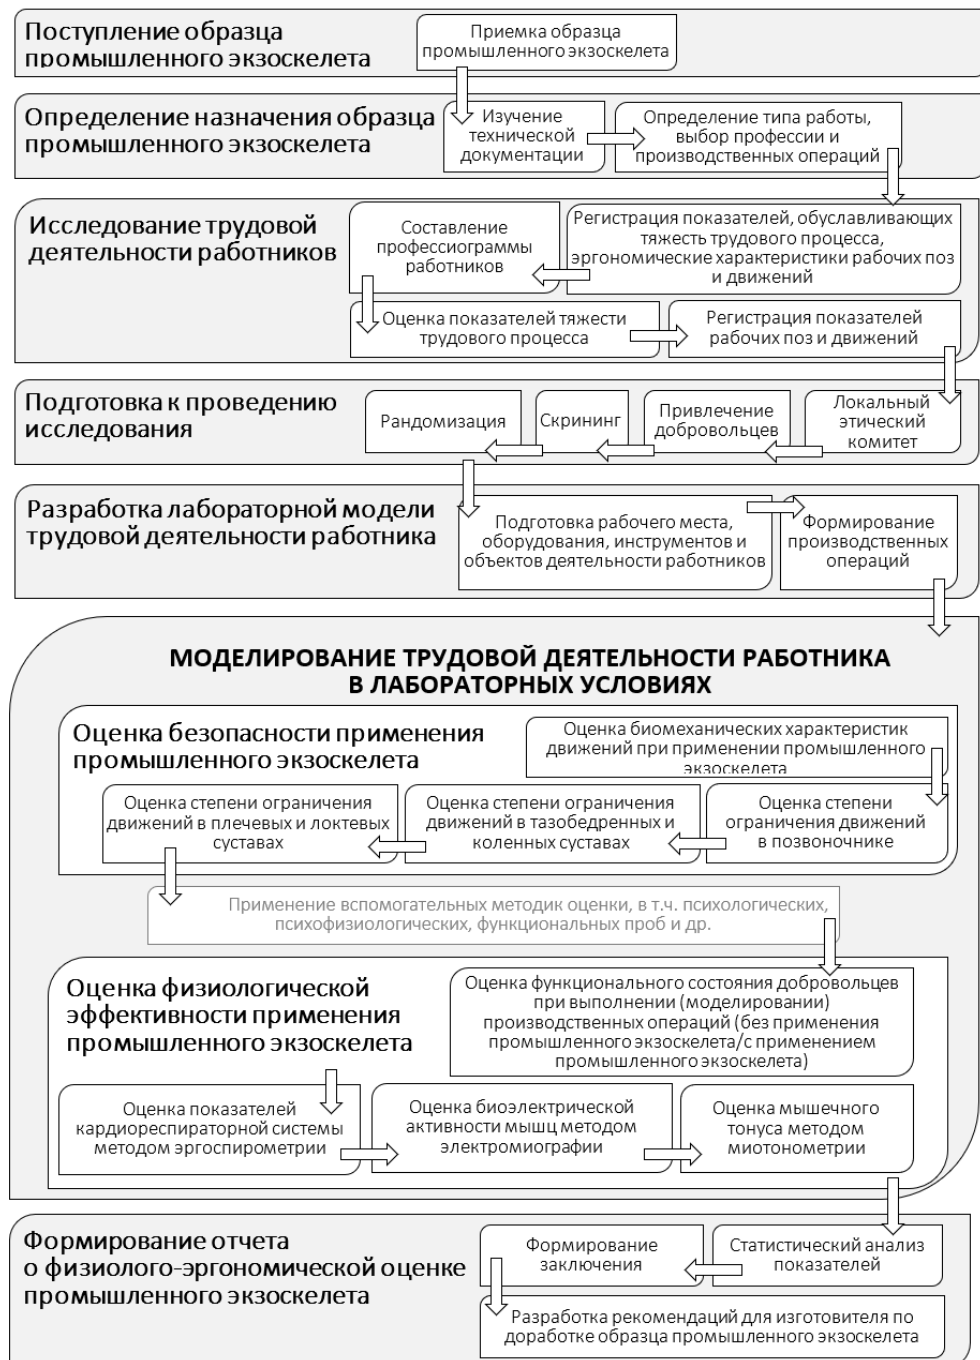 Поступление образца
промышленного экзоскелета
Приемка образца
промышленного экзоскелета
Определение назначения образца
промышленного экзоскелета
Изучение
технической
документации
Определение типа работы,
выбор профессии и
производственных операций
Исследование трудовой
деятельности работников
Составление
профессиограммы
работников
Регистрация показателей, обуславливающих
тяжесть трудового процесса,
эргономические характеристики рабочих поз
и движений
Оценка показателей тяжести
трудового процесса
Регистрация показателей
рабочих поз и движений
Подготовка к проведению
исследования
Рандомизация
Скрининг
Привлечение
добровольцев
Локальный
этический
комитет
Разработка лабораторной модели
трудовой деятельности работника
Подготовка рабочего места,
оборудования, инструментов и
объектов деятельности работников
Формирование
производственных
операций
МОДЕЛИРОВАНИЕ ТРУДОВОЙ ДЕЯТЕЛЬНОСТИ РАБОТНИКА
В ЛАБОРАТОРНЫХ УСЛОВИЯХ
Оценка безопасности применения
промышленного экзоскелета
Оценка биомеханических характеристик
движений при применении промышленного
экзоскелета
Оценка степени ограничения
движений в плечевых и локтевых
суставах
Оценка степени ограничения
движений в тазобедренных и
коленных суставах
Оценка степени
ограничения движений
в позвоночнике
Применение вспомогательных методик оценки, в т.ч. психологических,
психофизиологических, функциональных проб и др.
Оценка физиологической
эффективности применения
промышленного экзоскелета
Оценка функционального состояния добровольцев
при выполнении (моделировании)
производственных операций (без применения
промышленного экзоскелета/с применением
промышленного экзоскелета)
Оценка показателей
кардиореспираторной системы
методом эргоспирометрии
Оценка биоэлектрической
активности мышц методом
электромиографии
Оценка мышечного
тонуса методом
миотонометрии
Формирование отчета
о физиолого-эргономической оценке
промышленного экзоскелета
Формирование
заключения
Статистический анализ
показателей
Разработка рекомендаций для изготовителя по
доработке образца промышленного экзоскелета